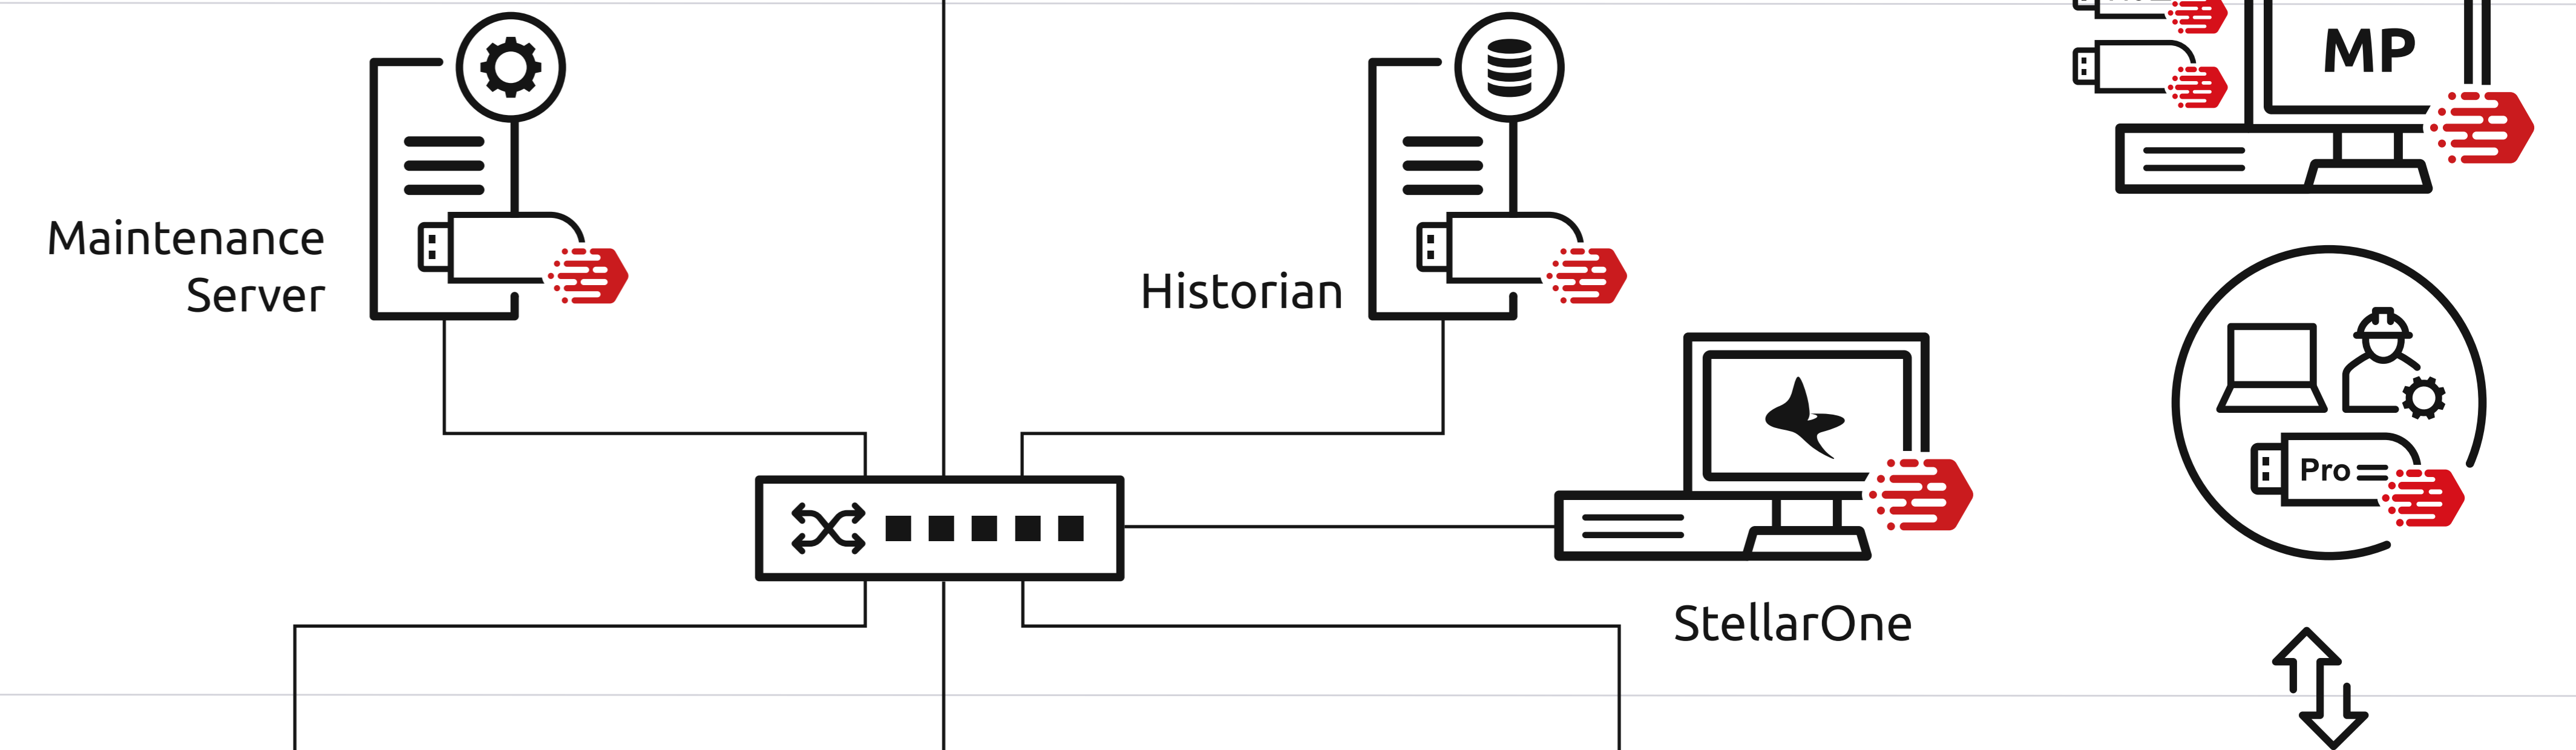 MP
Maintenance
Server
Historian
Pro
StellarOne